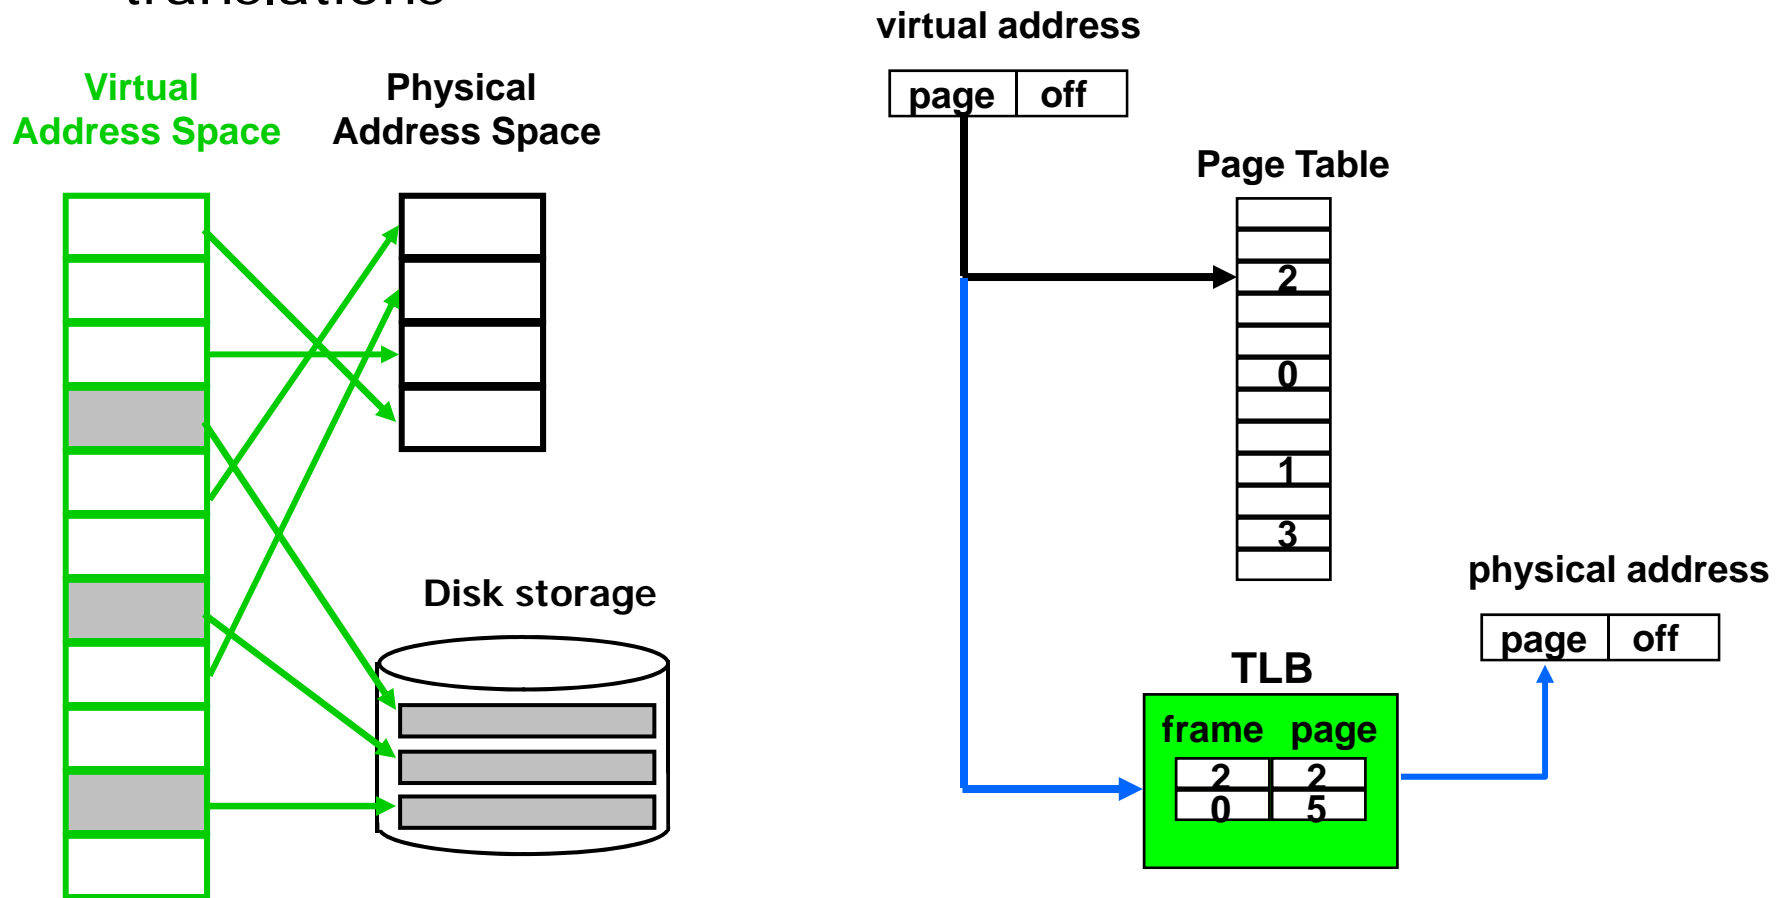 translations
Virtual
Address Space
Physical
Address Space
Disk storage
virtual address
page off
Page Table
2
0
1
3
TLB
frame page
2 2
0 5
physical address
page off